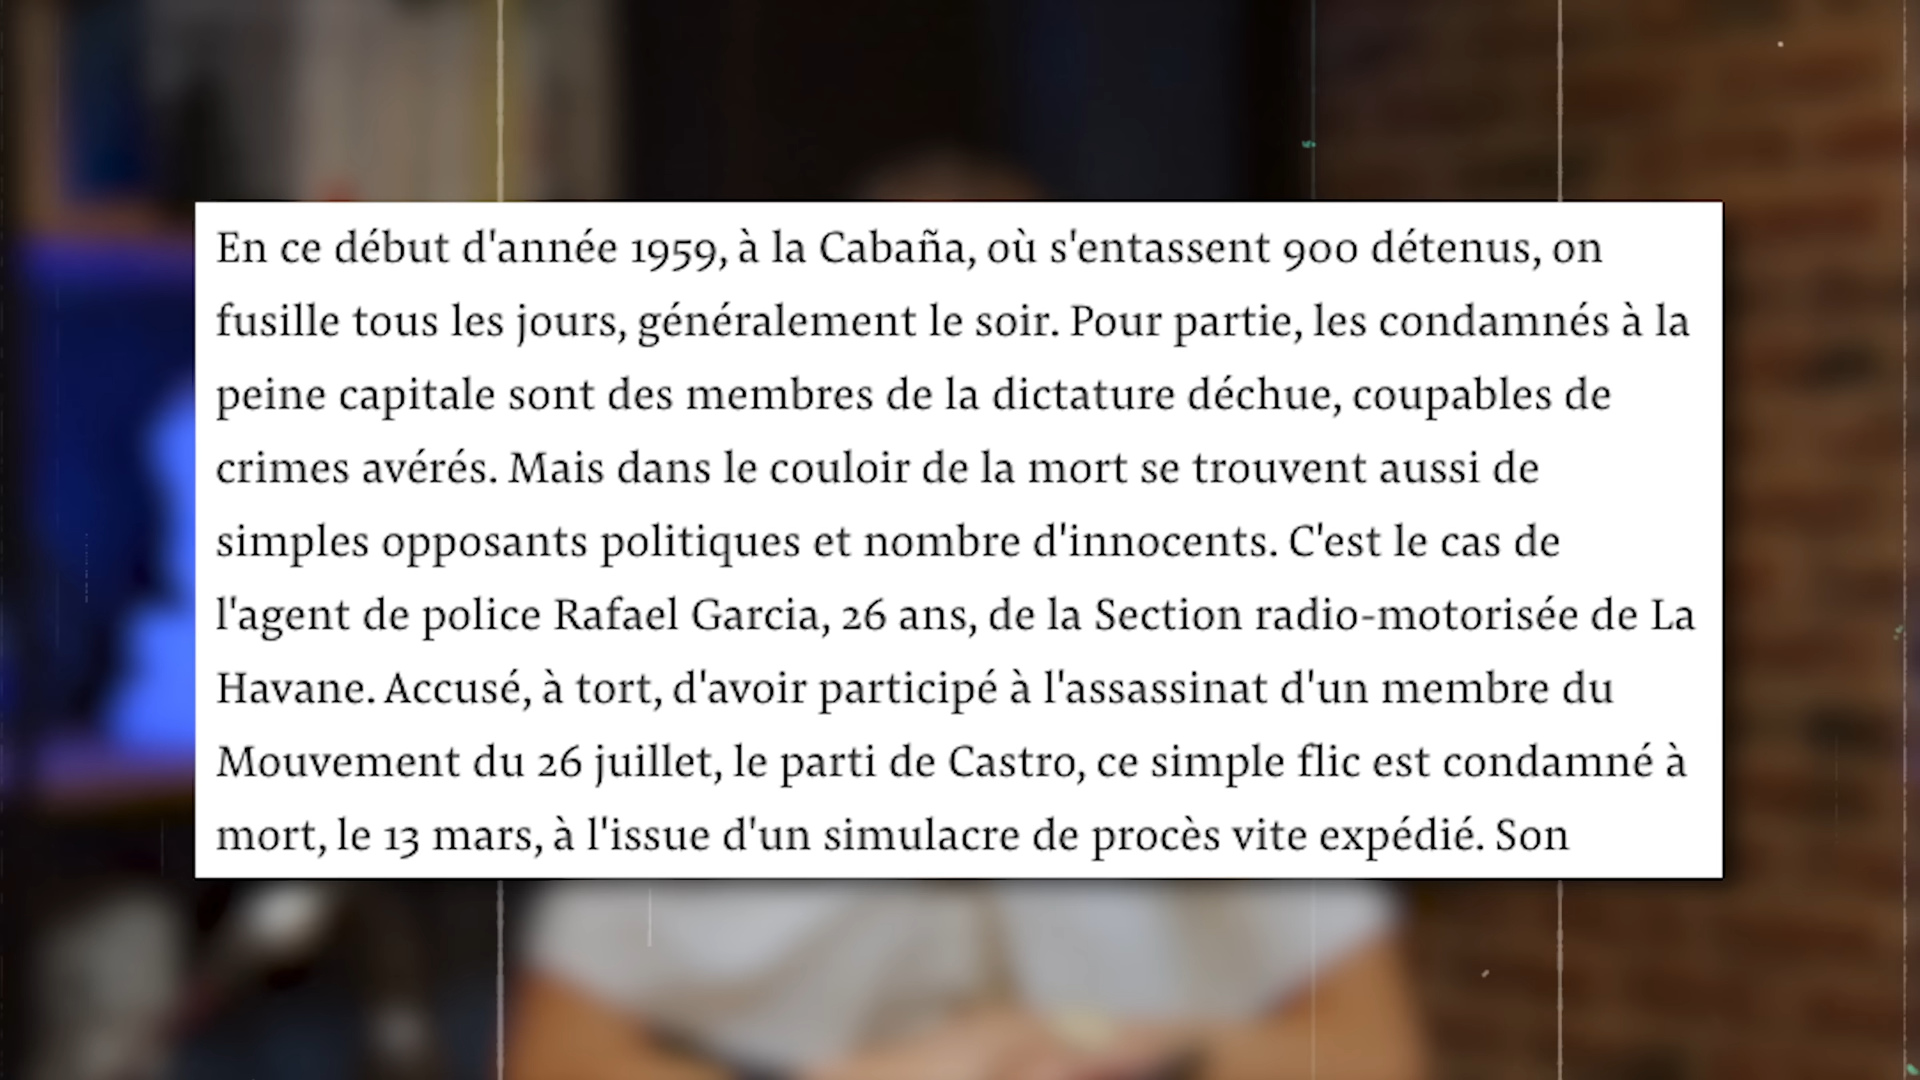 En ce début d'année 1959, à la Cabaña, où s'entassent 900 détenus, on
fusille tous les jours, généralement le soir. Pour partie, les condamnés à la
peine capitale sont des membres de la dictature déchue, coupables de
crimes avérés. Mais dans le couloir de la mort se trouvent aussi de
simples opposants politiques et nombre d'innocents. C'est le cas de
l'agent de police Rafael Garcia, 26 ans, de la Section radio-motorisée de La
Havane. Accusé, à tort, d'avoir participé à l'assassinat d'un membre du
Mouvement du 26 juillet, le parti de Castro, ce simple flic est condamné à
mort, le 13 mars, à l'issue d'un simulacre de procès vite expédié. Son